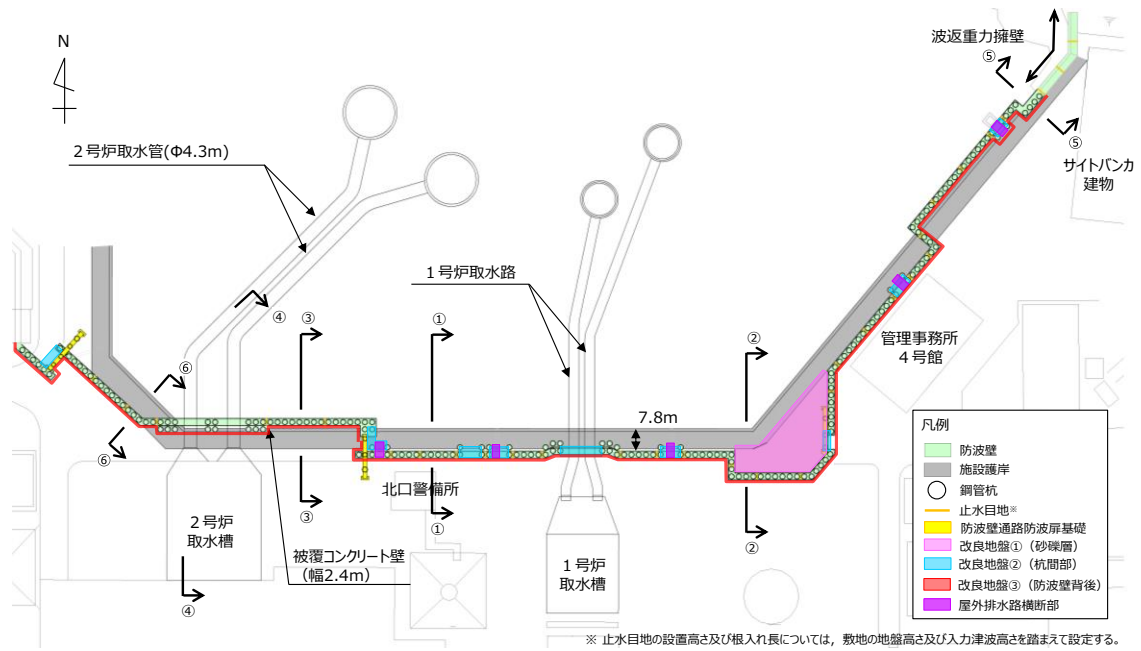 N
波返重力擁壁
⑤
⑤
サイトバンカ
建物
2号炉取水管(Φ4.3m)
1号炉取水路
④
③
①
②
管理事務所
4号館
⑥
7.8m
⑥
北口警備所
③
①
②
2号炉
取水槽
被覆コンクリート壁
(幅2.4m)
1号炉
取水槽
④
凡例
防波壁
施設護岸
鋼管杭
止水目地※
防波壁通路防波扉基礎
改良地盤①(砂礫層)
改良地盤②(杭間部)
改良地盤③(防波壁背後)
屋外排水路横断部
※ 止水目地の設置高さ及び根入れ長については,敷地の地盤高さ及び入力津波高さを踏まえて設定する。